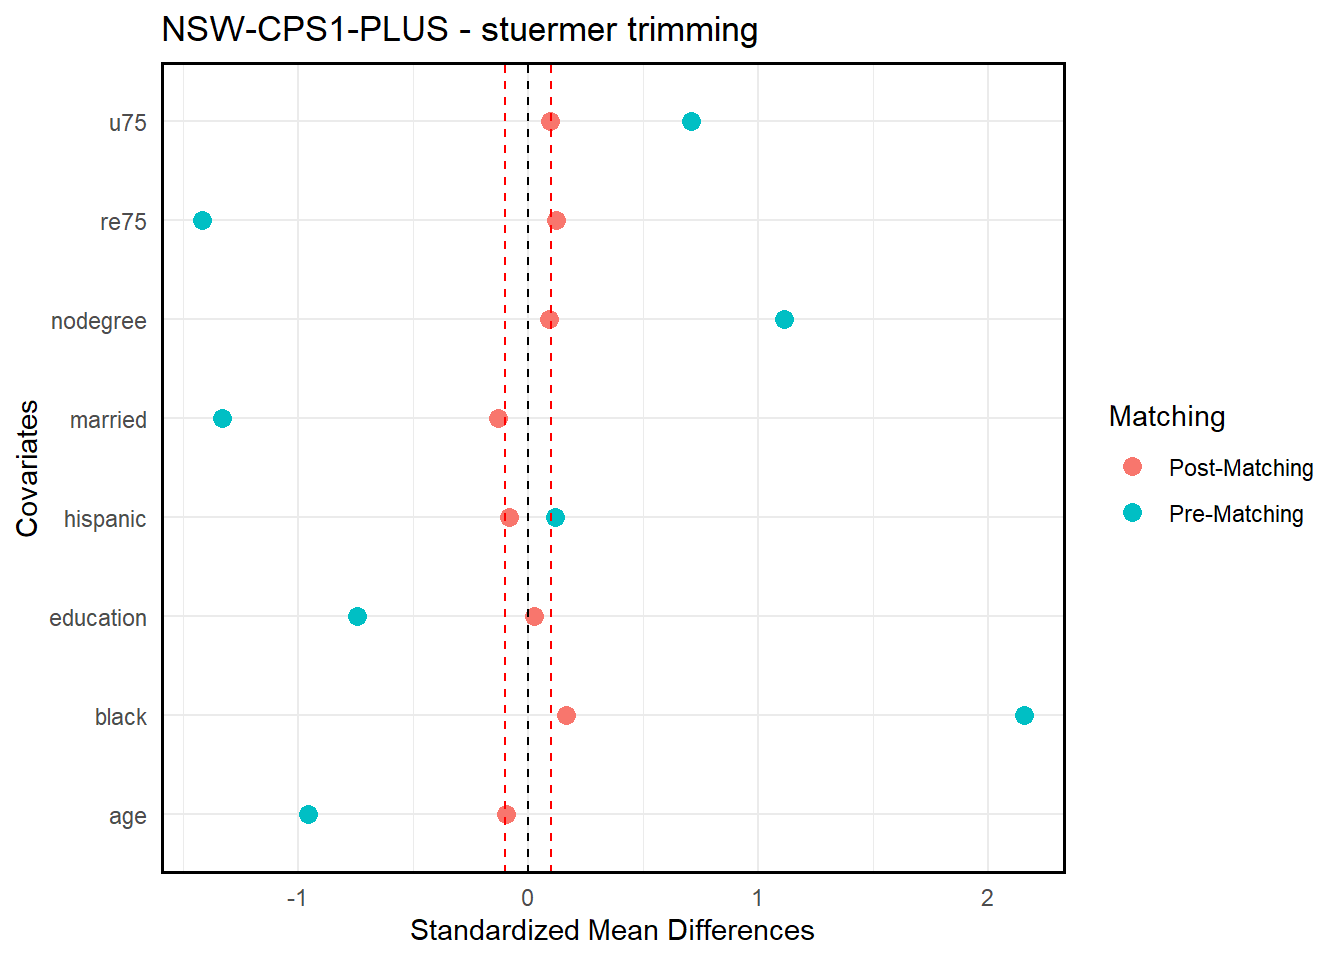 NSW-CPS1-PLUS - stuermer trimming
u75
re75
nodegree
married
hispanic
education
black
age
Covariates
-1
0
1
2
Standardized Mean Differences
Matching
Post-Matching
Pre-Matching